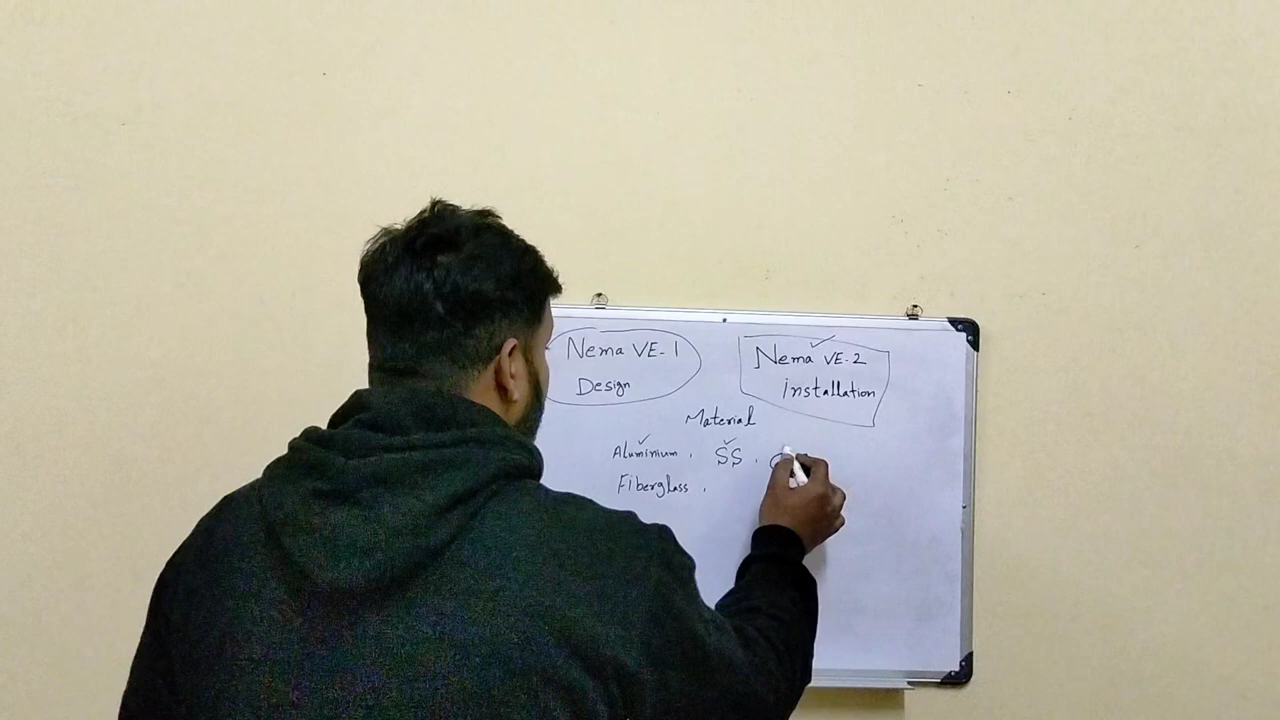 Nema VE-1
Design
Nema VE-2
installation
Material
Aluminium, SS,
Fiberglass,